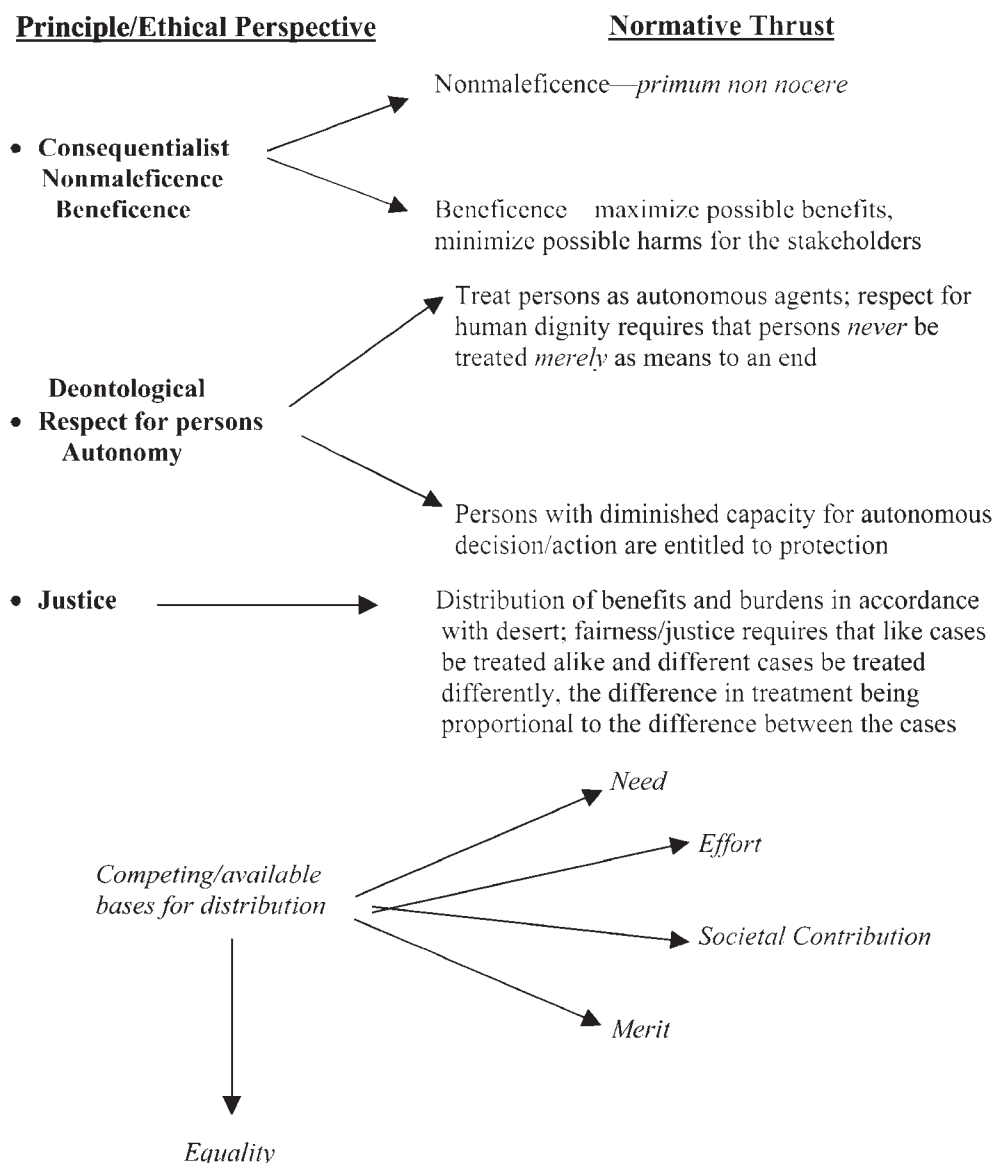 Principle/Ethical Perspective
Normative Thrust
Nonmaleficence—primum non nocere
• Consequentialist
Nonmaleficence
Beneficence
Beneficence maximize possible benefits,
minimize possible harms for the stakeholders
Treat persons as autonomous agents; respect for
human dignity requires that persons never be
treated merely as means to an end
Deontological
• Respect for persons
Autonomy
Persons with diminished capacity for autonomous
decision/action are entitled to protection
• Justice
Distribution of benefits and burdens in accordance
with desert; fairness/justice requires that like cases
be treated alike and different cases be treated
differently, the difference in treatment being
proportional to the difference between the cases
Need
Effort
Competing/available
bases for distribution
Societal Contribution
Merit
Equality